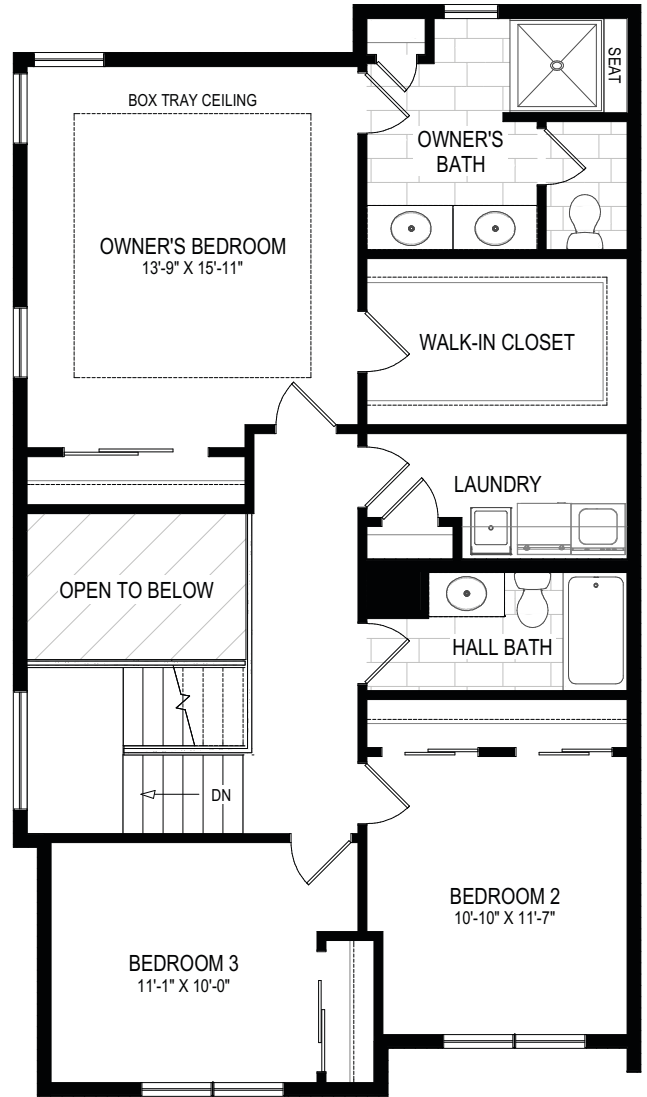 SEAT
BOX TRAY CEILING
OWNER'S
BATH
OWNER'S BEDROOM
13'-9" X 15'-11"
WALK-IN CLOSET
LAUNDRY
OPEN TO BELOW
HALL BATH
DN
BEDROOM 2
10'-10" X 11'-7"
BEDROOM 3
11'-1" X 10'-0"